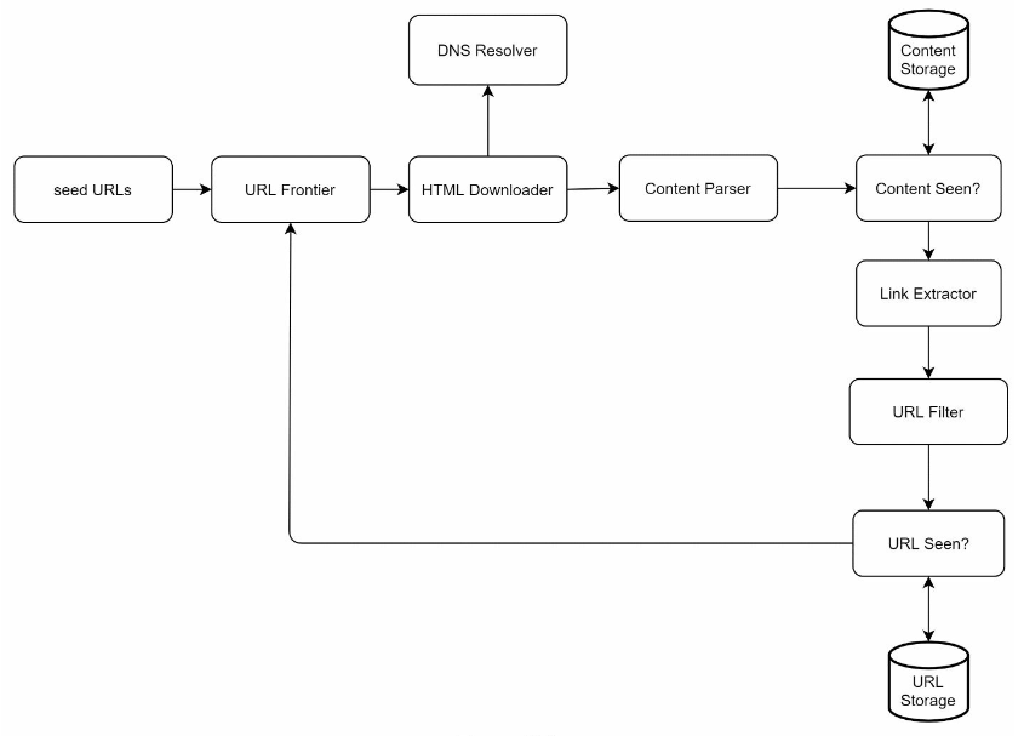 DNS Resolver
Content
Storage
seed URLs
URL Frontier
HTML Downloader
Content Parser
Content Seen?
Link Extractor
URL Filter
URL Seen?
URL
Storage